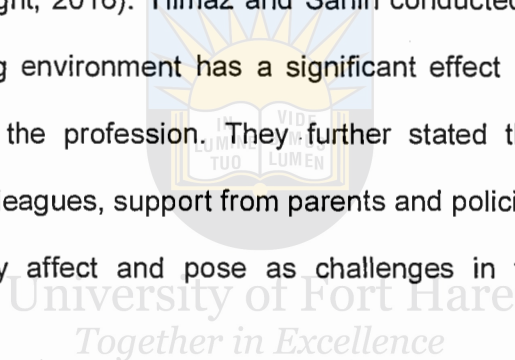 ght, 2016). Yilmaz and Sahin conducted
g environment has a significant effect
the profession. They further stated t
IN VIDE
LUMINE IMUS
TUO LUMEN
leagues, support from parents and polici
y affect and pose as challenges in
University of Fort Hare
Together in Excellence